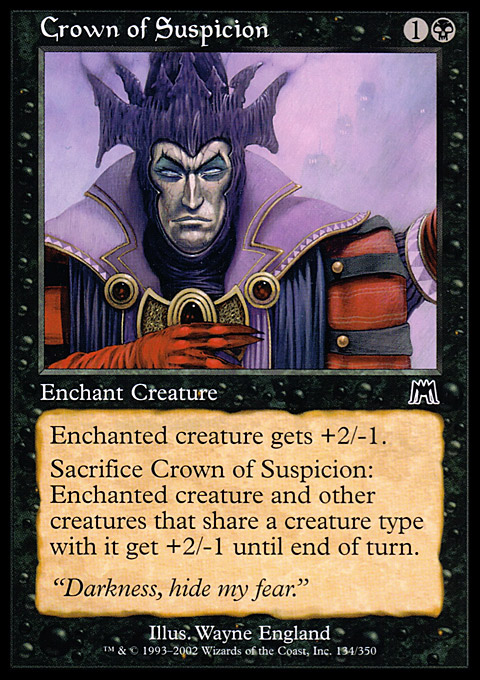 Crown of Suspicion 1
Enchant Creature
Enchanted creature gets +2/-1.
Sacrifice Crown of Suspicion:
Enchanted creature and other
creatures that share a creature type
with it get +2/-1 until end of turn.
“Darkness, hide my fear.”
Illus. Wayne England
™ & © 1993–2002 Wizards of the Coast, Inc. 134/350